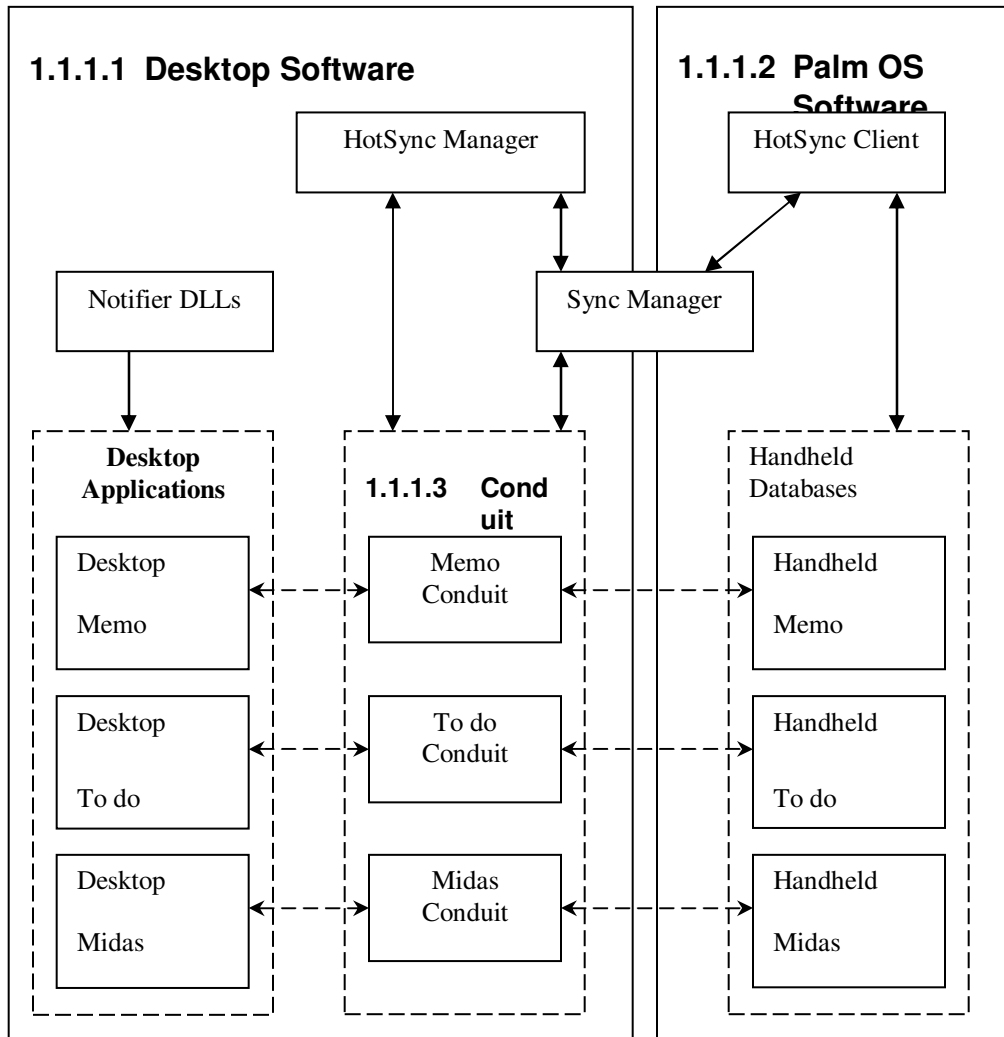 1.1.1.1 Desktop Software
1.1.1.2 Palm OS
Software
HotSync Manager
HotSync Client
Notifier DLLs
Sync Manager
Desktop
Applications
1.1.1.3 Cond
uit
Handheld
Databases
Desktop
Memo
Memo
Conduit
Handheld
Memo
Desktop
To do
To do
Conduit
Handheld
To do
Desktop
Midas
Midas
Conduit
Handheld
Midas